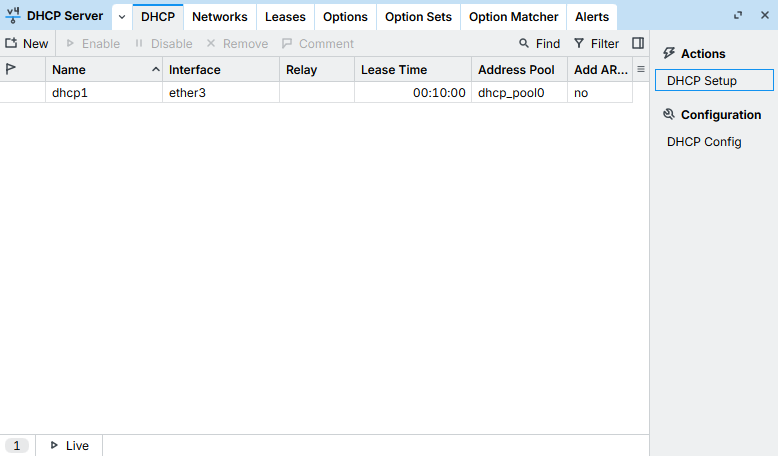 v4 DHCP Server DHCP Networks Leases Options Option Sets Option Matcher Alerts
New Enable Disable Remove Comment Find Filter
Name Interface Relay Lease Time Address Pool Add AR...
dhcp1 ether3 00:10:00 dhcp_pool0 no
1 Live
Actions
DHCP Setup
Configuration
DHCP Config